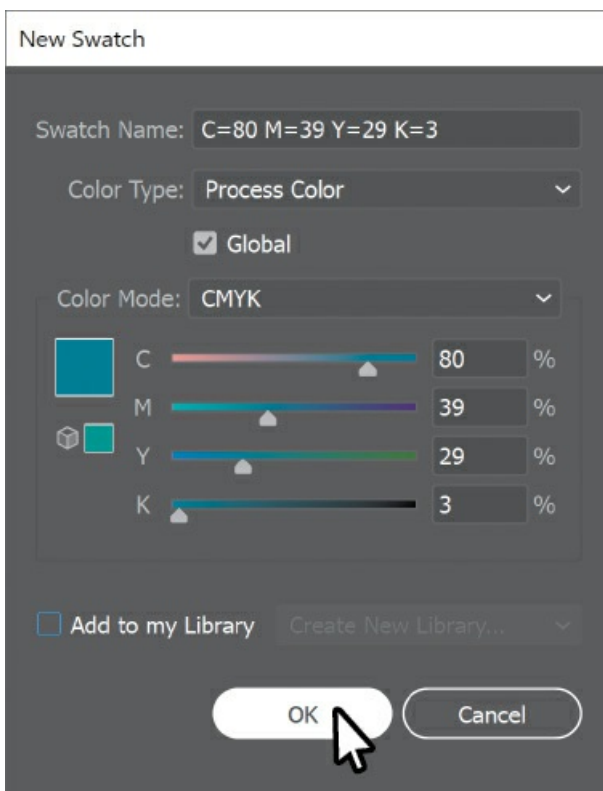 New Swatch
Swatch Name: C=80 M=39 Y=29 K=3
Color Type: Process Color
Global
Color Mode: CMYK
C 80 %
M 39 %
Y 29 %
K 3 %
Add to my Library Create New Library...
OK Cancel